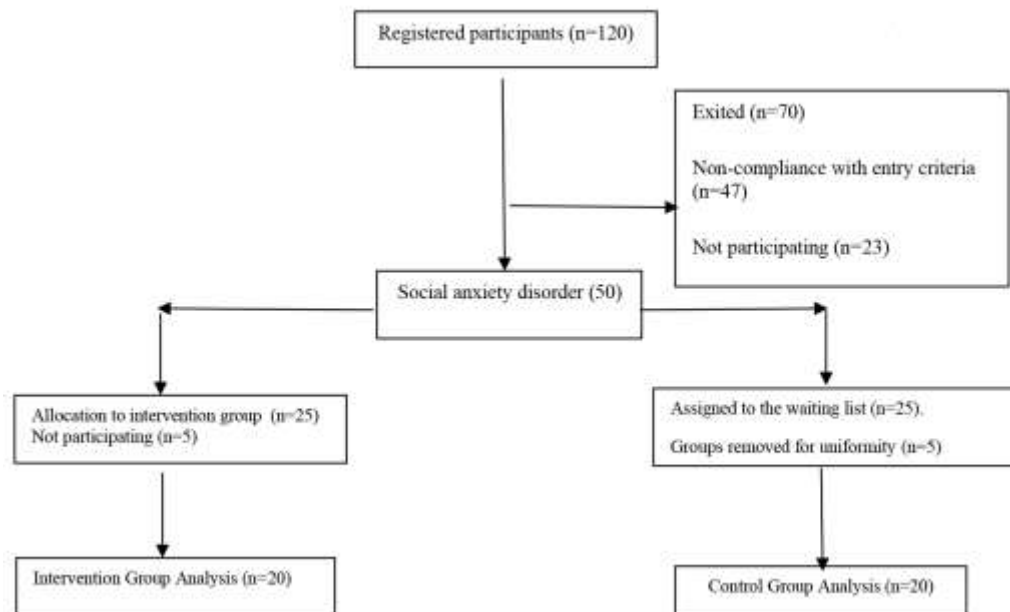 Registered participants (n=120)
Exited (n=70)
Non-compliance with entry criteria
(n=47)
Not participating (n=23)
Social anxiety disorder (50)
Allocation to intervention group (n=25)
Not participating (n=5)
Assigned to the waiting list (n=25).
Groups removed for uniformity (n=5)
Intervention Group Analysis (n=20)
Control Group Analysis (n=20)